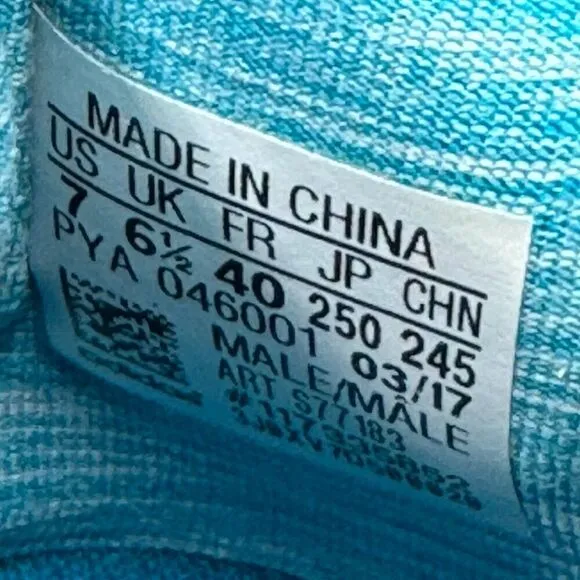 MADE IN CHINA
US UK FR JP CHN
7 6½ 40 250 245
PYA 046001 03/17
MALE/MÂLE
ART S77183